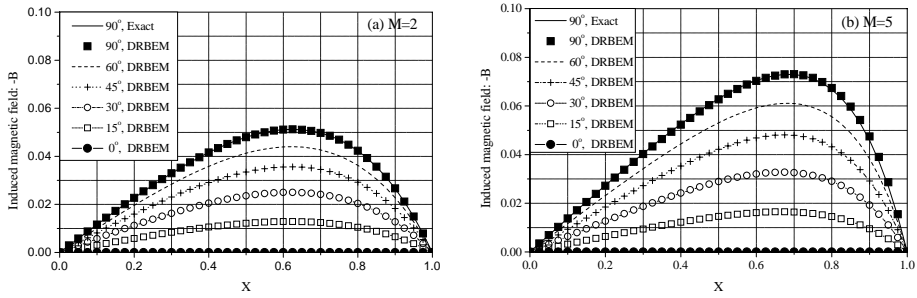 (a) M=2
90°, Exact
90°, DRBEM
60°, DRBEM
45°, DRBEM
30°, DRBEM
15°, DRBEM
0°, DRBEM
Induced magnetic field: -B
0.10
0.08
0.06
0.04
0.02
0.00
0.0 0.2 0.4 0.6 0.8 1.0
X
(b) M=5
90°, Exact
90°, DRBEM
60°, DRBEM
45°, DRBEM
30°, DRBEM
15°, DRBEM
0°, DRBEM
Induced magnetic field: -B
0.10
0.08
0.06
0.04
0.02
0.00
0.0 0.2 0.4 0.6 0.8 1.0
X